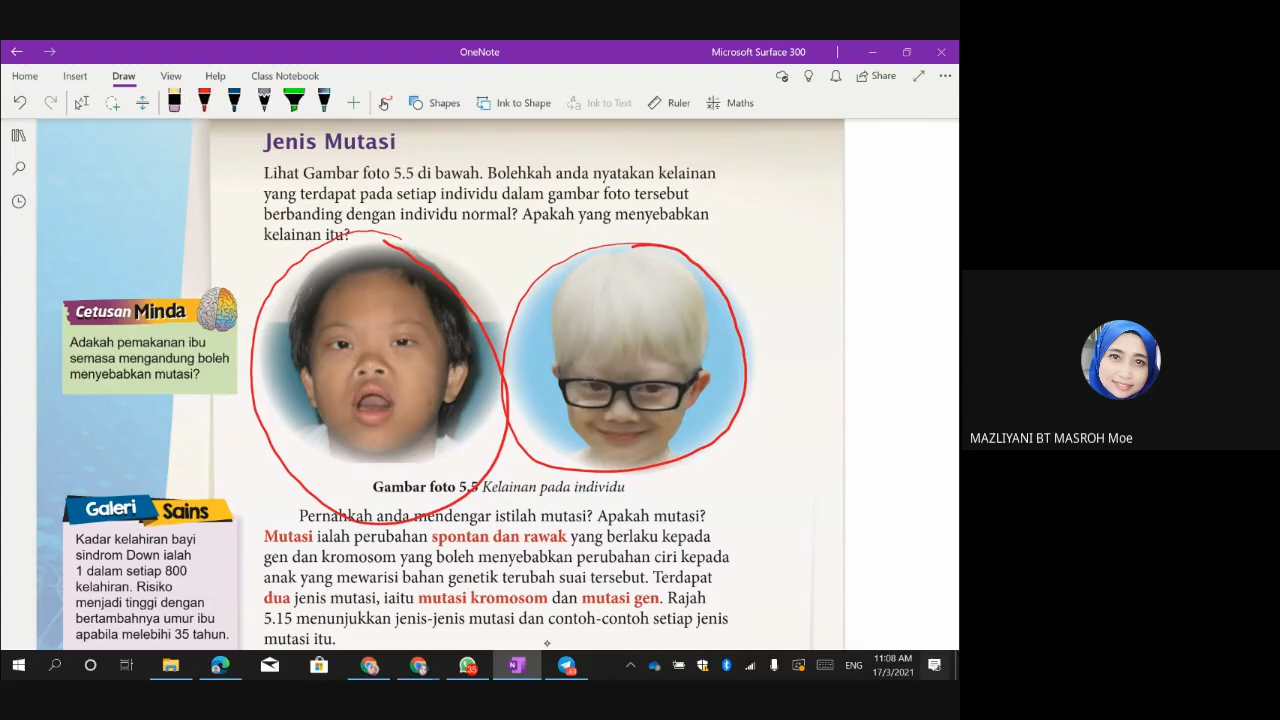 OneNote
Microsoft Surface 300
Home Insert Draw View Help Class Notebook
Share
Shapes Ink to Shape Ink to Text Ruler Maths
Jenis Mutasi
Lihat Gambar foto 5.5 di bawah. Bolehkah anda nyatakan kelainan
yang terdapat pada setiap individu dalam gambar foto tersebut
berbanding dengan individu normal? Apakah yang menyebabkan
kelainan itu?
Cetusan Minda
Adakah pemakanan ibu
semasa mengandung boleh
menyebabkan mutasi?
Gambar foto 5.5 Kelainan pada individu
Pernahkah anda mendengar istilah mutasi? Apakah mutasi?
Mutasi ialah perubahan spontan dan rawak yang berlaku kepada
gen dan kromosom yang boleh menyebabkan perubahan ciri kepada
anak yang mewarisi bahan genetik terubah suai tersebut. Terdapat
dua jenis mutasi, iaitu mutasi kromosom dan mutasi gen. Rajah
5.15 menunjukkan jenis-jenis mutasi dan contoh-contoh setiap jenis
mutasi itu.
Galeri Sains
Kadar kelahiran bayi
sindrom Down ialah
1 dalam setiap 800
kelahiran. Risiko
menjadi tinggi dengan
bertambahnya umur ibu
apabila melebihi 35 tahun.
MAZLIYANI BT MASROH Moe
35
ENG
11:08 AM
17/3/2021